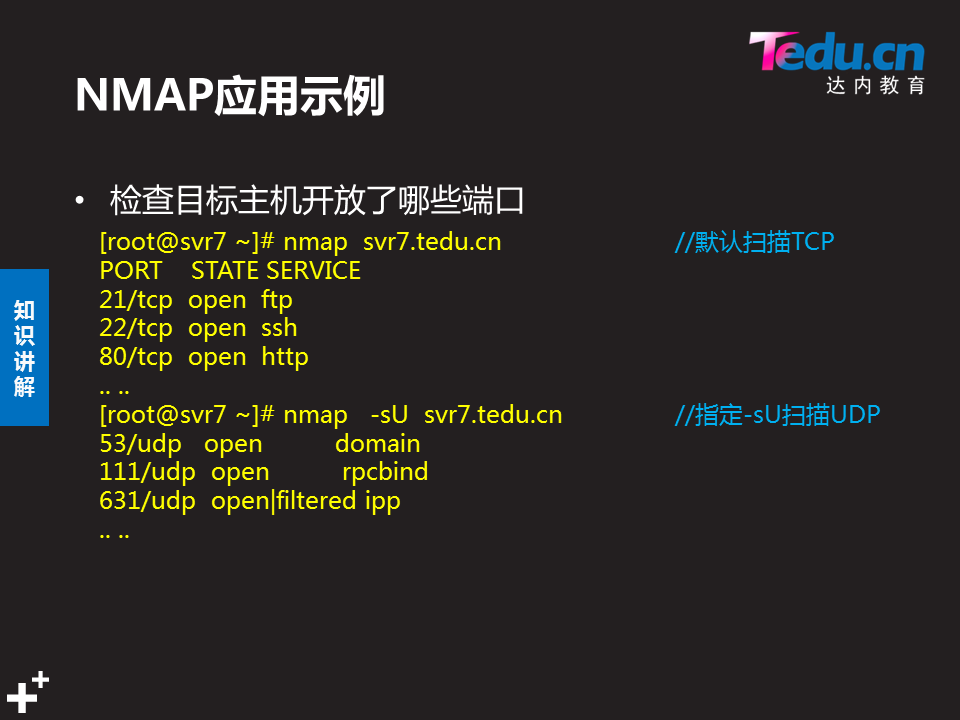 Tedu.cn
达内教育
NMAP应用示例
• 检查目标主机开放了哪些端口
[root@svr7 ~]# nmap svr7.tedu.cn //默认扫描TCP
PORT STATE SERVICE
21/tcp open ftp
22/tcp open ssh
80/tcp open http
.. ..
[root@svr7 ~]# nmap -sU svr7.tedu.cn //指定-sU扫描UDP
53/udp open domain
111/udp open rpcbind
631/udp open|filtered ipp
.. ..
知识讲解